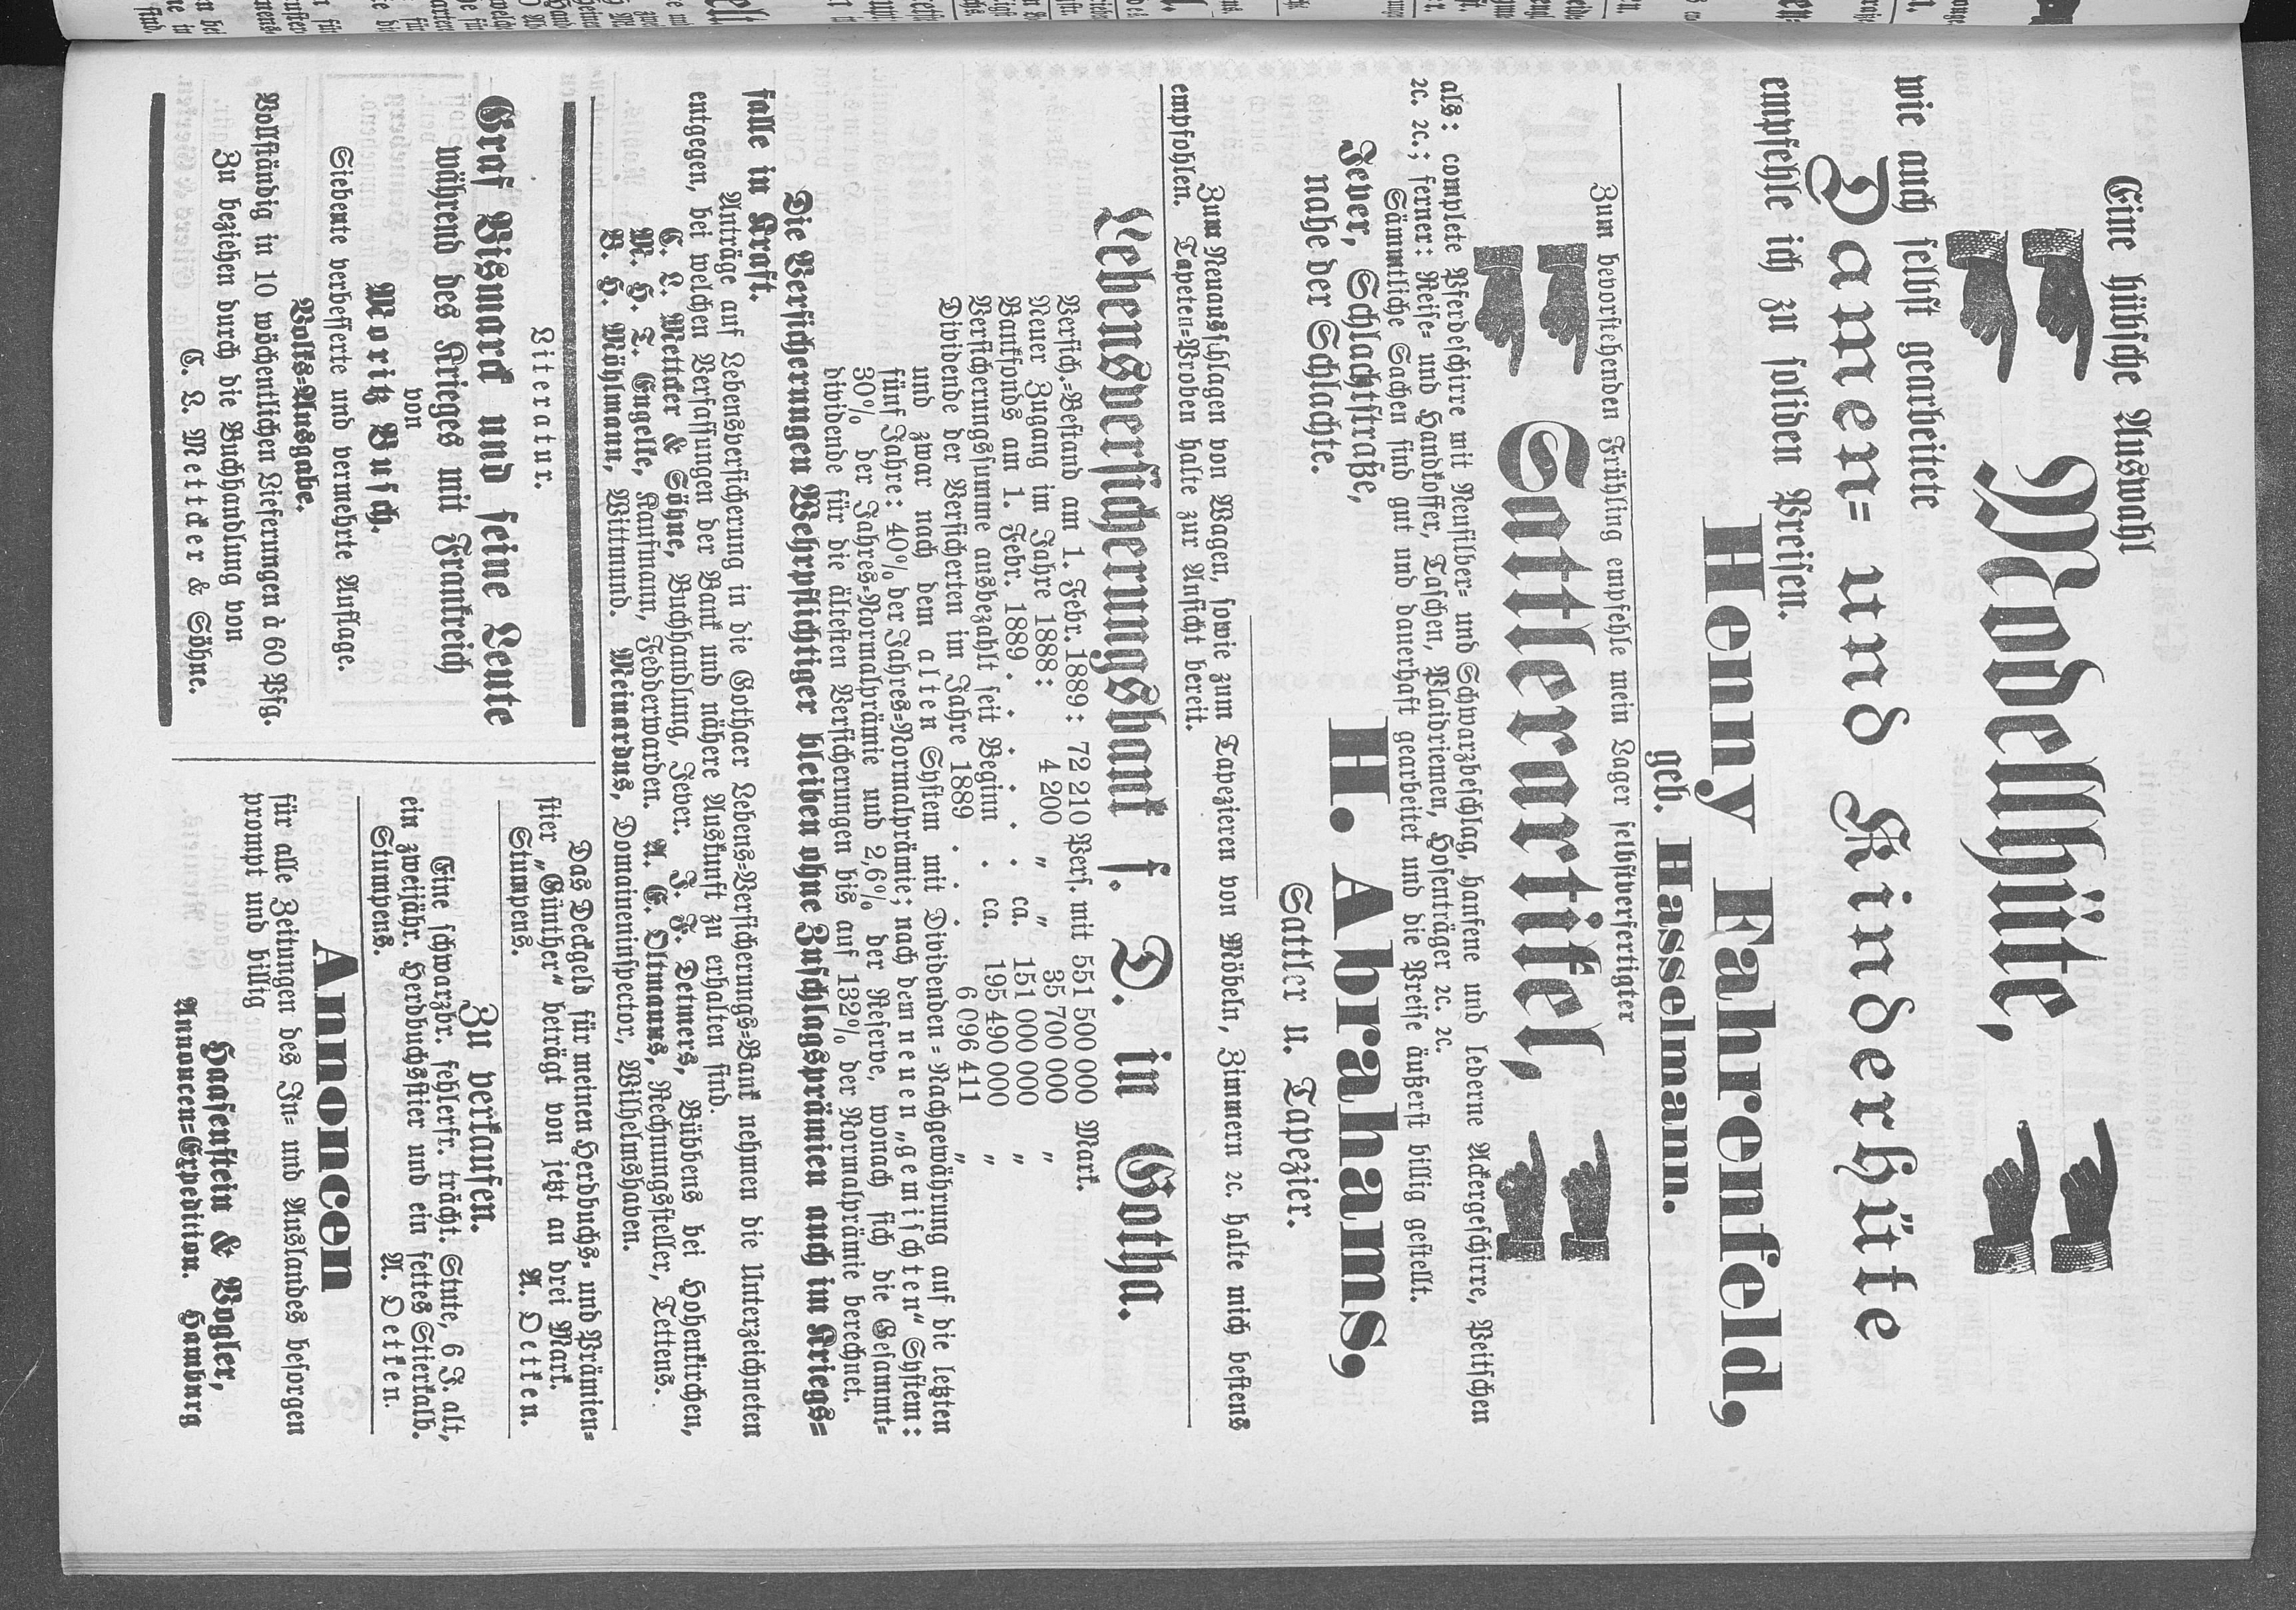 Eine hübsche Auswahl
Modellhüte,
wie auch selbst gearbeitete
Damen- und Kinderhüte
empfehle ich zu soliden Preisen.
Henny Fahrenfeld,
geb. Hasselmann.
Zum bevorstehenden Frühling empfehle mein Lager selbstverfertigter
Sattlerartikel,
als: complete Pferdeschirre mit Neusilber- und Schwarzbeschlag, hanfene und lederne Ackergeschirre, Peitschen
ꝛc. ꝛc.; ferner: Reise- und Handkoffer, Taschen, Plaidriemen, Hosenträger ꝛc. ꝛc.
Sämmtliche Sachen sind gut und dauerhaft gearbeitet und die Preise äußerst billig gestellt.
Jever, Schlachtstraße,
nahe der Schlachte.
H. Abrahams,
Sattler u. Tapezier.
Zum Neuausschlagen von Wagen, sowie zum Tapezieren von Möbeln, Zimmern ꝛc. halte mich bestens
empfohlen. Tapeten-Proben halte zur Ansicht bereit.
Lebensversicherungsbank f. D. in Gotha.
Versich.-Bestand am 1. Febr. 1889: 72 210 Pers. mit 551 500 000 Mark.
Neuer Zugang im Jahre 1888: 4 200 „ „ 35 700 000 „
Bankfonds am 1. Febr. 1889 . . . . . . ca. 151 000 000 „
Versicherungssumme ausbezahlt seit Beginn . . ca. 195 490 000 „
Dividende der Versicherten im Jahre 1889 . . . . 6 096 411 „
und zwar nach dem alten System mit Dividenden-Nachgewährung auf die letzten
fünf Jahre: 40% der Jahres-Normalprämie; nach dem neuen „gemischten“ System:
30% der Jahres-Normalprämie und 2,6% der Reserve, wonach sich die Gesammt-
dividende für die ältesten Versicherungen bis auf 132% der Normalprämie berechnet.
Die Versicherungen Wehrpflichtiger bleiben ohne Zuschlagsprämien auch im Kriegs-
falle in Kraft.
Anträge auf Lebensversicherung in die Gothaer Lebens-Versicherungs-Bank nehmen die Unterzeichneten
entgegen, bei welchen Verfassungen der Bank und nähere Auskunft zu erhalten sind.
C. L. Mettcker & Söhne, Buchhandlung, Jever. J. F. Detmers, Bübbens bei Hohenkirchen,
M. H. T. Engelke, Kaufmann, Fedderwarden. A. E. Oltmanns, Rechnungssteller, Tettens.
B. H. Möhlmann, Wittmund. Meinardus, Domaineninspector, Wilhelmshaven.
Literatur.
Graf Bismarck und seine Leute
während des Krieges mit Frankreich
von
Moritz Busch.
Siebente verbesserte und vermehrte Auflage.
Volks-Ausgabe.
Vollständig in 10 wöchentlichen Lieferungen à 60 Pfg.
Zu beziehen durch die Buchhandlung von
C. L. Mettcker & Söhne.
Das Deckgeld für meinen Herdbuchs- und Prämien-
stier „Günther“ beträgt von jetzt an drei Mark.
Stumpens. A. Detken.
Zu verkaufen.
Eine schwarzbr. fehlerfr. trächt. Stute, 6 J. alt,
ein zweijähr. Herdbuchsstier und ein fettes Stierkalb.
Stumpens. A. Detken.
Annoncen
für alle Zeitungen des In- und Auslandes besorgen
prompt und billig
Haasenstein & Vogler,
Annoncen-Expedition. Hamburg